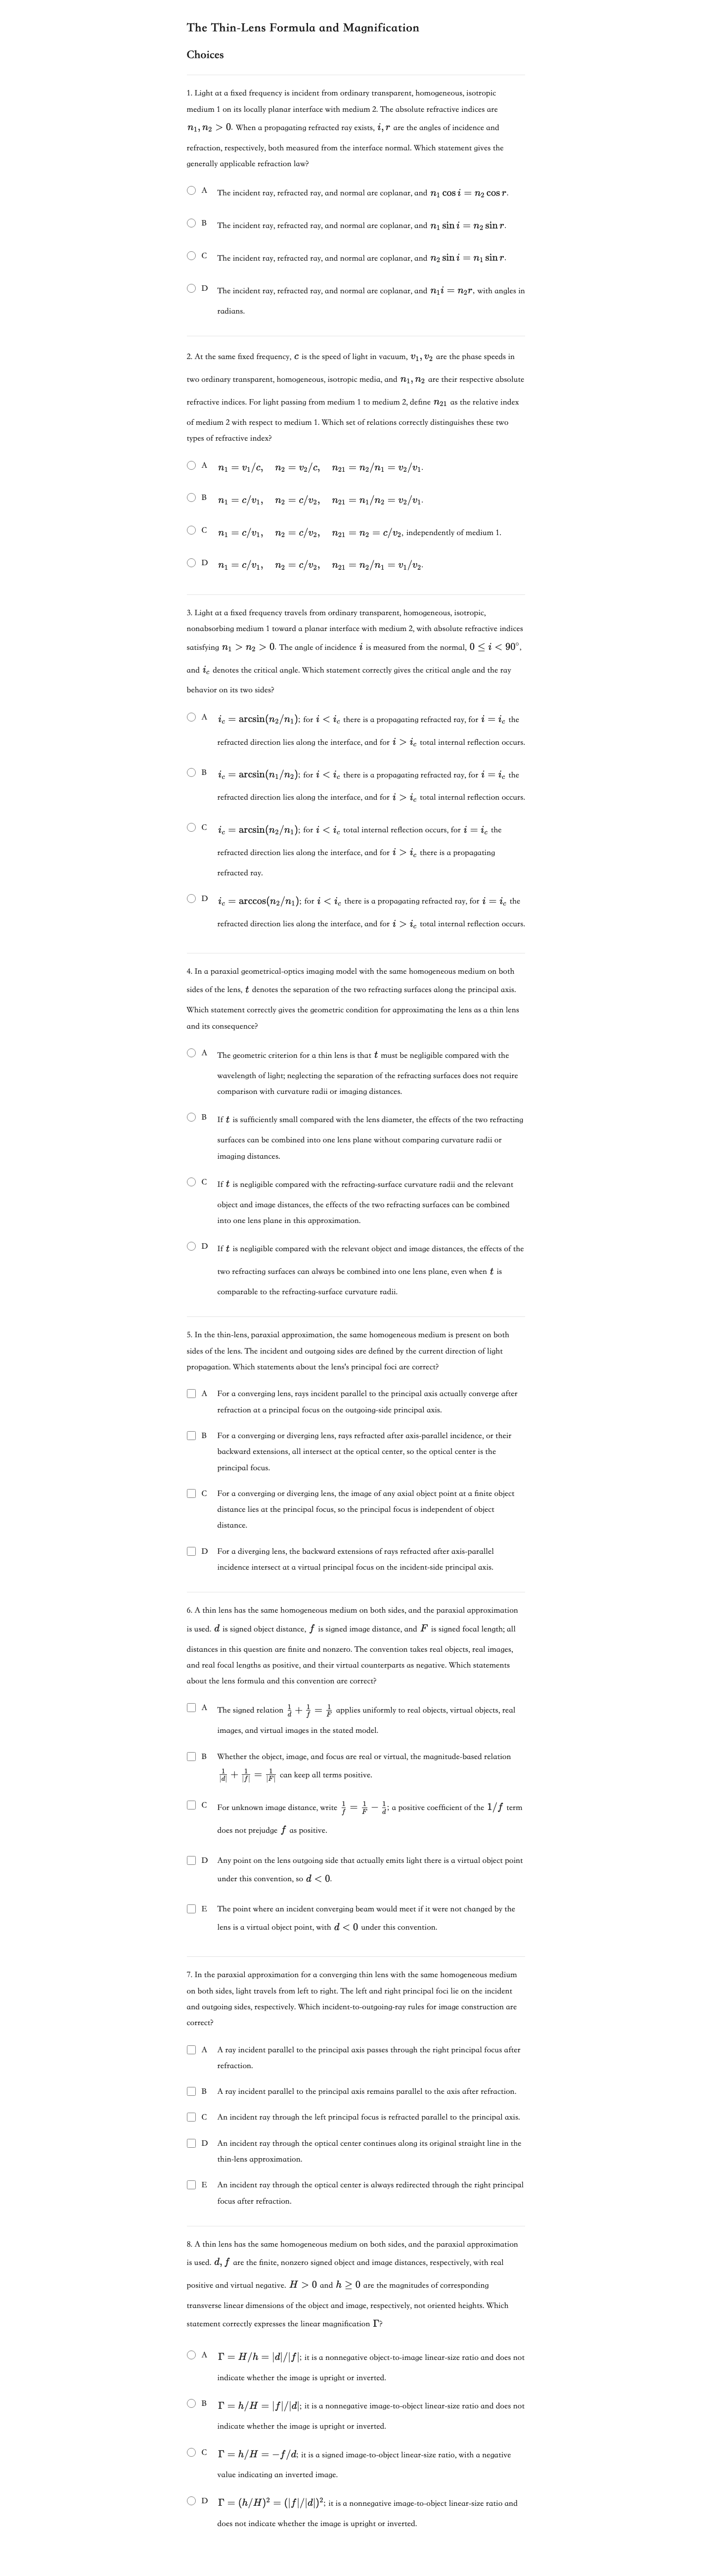 The Thin-Lens Formula and Magnification
Choices
1. Light at a fixed frequency is incident from ordinary transparent, homogeneous, isotropic
medium 1 on its locally planar interface with medium 2. The absolute refractive indices are
n₁, n₂ > 0. When a propagating refracted ray exists, i, r are the angles of incidence and
refraction, respectively, both measured from the interface normal. Which statement gives the
generally applicable refraction law?
A The incident ray, refracted ray, and normal are coplanar, and n₁ cos i = n₂ cos r.
B The incident ray, refracted ray, and normal are coplanar, and n₁ sin i = n₂ sin r.
C The incident ray, refracted ray, and normal are coplanar, and n₂ sin i = n₁ sin r.
D The incident ray, refracted ray, and normal are coplanar, and n₁i = n₂r, with angles in
radians.
2. At the same fixed frequency, c is the speed of light in vacuum, v₁, v₂ are the phase speeds in
two ordinary transparent, homogeneous, isotropic media, and n₁, n₂ are their respective absolute
refractive indices. For light passing from medium 1 to medium 2, define n₂₁ as the relative index
of medium 2 with respect to medium 1. Which set of relations correctly distinguishes these two
types of refractive index?
A n₁ = v₁/c, n₂ = v₂/c, n₂₁ = n₂/n₁ = v₂/v₁.
B n₁ = c/v₁, n₂ = c/v₂, n₂₁ = n₁/n₂ = v₂/v₁.
C n₁ = c/v₁, n₂ = c/v₂, n₂₁ = n₂ = c/v₂, independently of medium 1.
D n₁ = c/v₁, n₂ = c/v₂, n₂₁ = n₂/n₁ = v₁/v₂.
3. Light at a fixed frequency travels from ordinary transparent, homogeneous, isotropic,
nonabsorbing medium 1 toward a planar interface with medium 2, with absolute refractive indices
satisfying n₁ > n₂ > 0. The angle of incidence i is measured from the normal, 0 ≤ i < 90°,
and i_c denotes the critical angle. Which statement correctly gives the critical angle and the ray
behavior on its two sides?
A i_c = arcsin(n₂/n₁); for i < i_c there is a propagating refracted ray, for i = i_c the
refracted direction lies along the interface, and for i > i_c total internal reflection occurs.
B i_c = arcsin(n₁/n₂); for i < i_c there is a propagating refracted ray, for i = i_c the
refracted direction lies along the interface, and for i > i_c total internal reflection occurs.
C i_c = arcsin(n₂/n₁); for i < i_c total internal reflection occurs, for i = i_c the
refracted direction lies along the interface, and for i > i_c there is a propagating
refracted ray.
D i_c = arccos(n₂/n₁); for i < i_c there is a propagating refracted ray, for i = i_c the
refracted direction lies along the interface, and for i > i_c total internal reflection occurs.
4. In a paraxial geometrical-optics imaging model with the same homogeneous medium on both
sides of the lens, t denotes the separation of the two refracting surfaces along the principal axis.
Which statement correctly gives the geometric condition for approximating the lens as a thin lens
and its consequence?
A The geometric criterion for a thin lens is that t must be negligible compared with the
wavelength of light; neglecting the separation of the refracting surfaces does not require
comparison with curvature radii or imaging distances.
B If t is sufficiently small compared with the lens diameter, the effects of the two refracting
surfaces can be combined into one lens plane without comparing curvature radii or
imaging distances.
C If t is negligible compared with the refracting-surface curvature radii and the relevant
object and image distances, the effects of the two refracting surfaces can be combined
into one lens plane in this approximation.
D If t is negligible compared with the relevant object and image distances, the effects of the
two refracting surfaces can always be combined into one lens plane, even when t is
comparable to the refracting-surface curvature radii.
5. In the thin-lens, paraxial approximation, the same homogeneous medium is present on both
sides of the lens. The incident and outgoing sides are defined by the current direction of light
propagation. Which statements about the lens's principal foci are correct?
A For a converging lens, rays incident parallel to the principal axis actually converge after
refraction at a principal focus on the outgoing-side principal axis.
B For a converging or diverging lens, rays refracted after axis-parallel incidence, or their
backward extensions, all intersect at the optical center, so the optical center is the
principal focus.
C For a converging or diverging lens, the image of any axial object point at a finite object
distance lies at the principal focus, so the principal focus is independent of object
distance.
D For a diverging lens, the backward extensions of rays refracted after axis-parallel
incidence intersect at a virtual principal focus on the incident-side principal axis.
6. A thin lens has the same homogeneous medium on both sides, and the paraxial approximation
is used. d is signed object distance, f is signed image distance, and F is signed focal length; all
distances in this question are finite and nonzero. The convention takes real objects, real images,
and real focal lengths as positive, and their virtual counterparts as negative. Which statements
about the lens formula and this convention are correct?
A The signed relation 1/d + 1/f = 1/F applies uniformly to real objects, virtual objects, real
images, and virtual images in the stated model.
B Whether the object, image, and focus are real or virtual, the magnitude-based relation
1/|d| + 1/|f| = 1/|F| can keep all terms positive.
C For unknown image distance, write 1/f = 1/F − 1/d; a positive coefficient of the 1/f term
does not prejudge f as positive.
D Any point on the lens outgoing side that actually emits light there is a virtual object point
under this convention, so d < 0.
E The point where an incident converging beam would meet if it were not changed by the
lens is a virtual object point, with d < 0 under this convention.
7. In the paraxial approximation for a converging thin lens with the same homogeneous medium
on both sides, light travels from left to right. The left and right principal foci lie on the incident
and outgoing sides, respectively. Which incident-to-outgoing-ray rules for image construction are
correct?
A A ray incident parallel to the principal axis passes through the right principal focus after
refraction.
B A ray incident parallel to the principal axis remains parallel to the axis after refraction.
C An incident ray through the left principal focus is refracted parallel to the principal axis.
D An incident ray through the optical center continues along its original straight line in the
thin-lens approximation.
E An incident ray through the optical center is always redirected through the right principal
focus after refraction.
8. A thin lens has the same homogeneous medium on both sides, and the paraxial approximation
is used. d, f are the finite, nonzero signed object and image distances, respectively, with real
positive and virtual negative. H > 0 and h ≥ 0 are the magnitudes of corresponding
transverse linear dimensions of the object and image, respectively, not oriented heights. Which
statement correctly expresses the linear magnification Γ?
A Γ = H/h = |d|/|f|; it is a nonnegative object-to-image linear-size ratio and does not
indicate whether the image is upright or inverted.
B Γ = h/H = |f|/|d|; it is a nonnegative image-to-object linear-size ratio and does not
indicate whether the image is upright or inverted.
C Γ = h/H = −f/d; it is a signed image-to-object linear-size ratio, with a negative
value indicating an inverted image.
D Γ = (h/H)² = (|f|/|d|)²; it is a nonnegative image-to-object linear-size ratio and
does not indicate whether the image is upright or inverted.